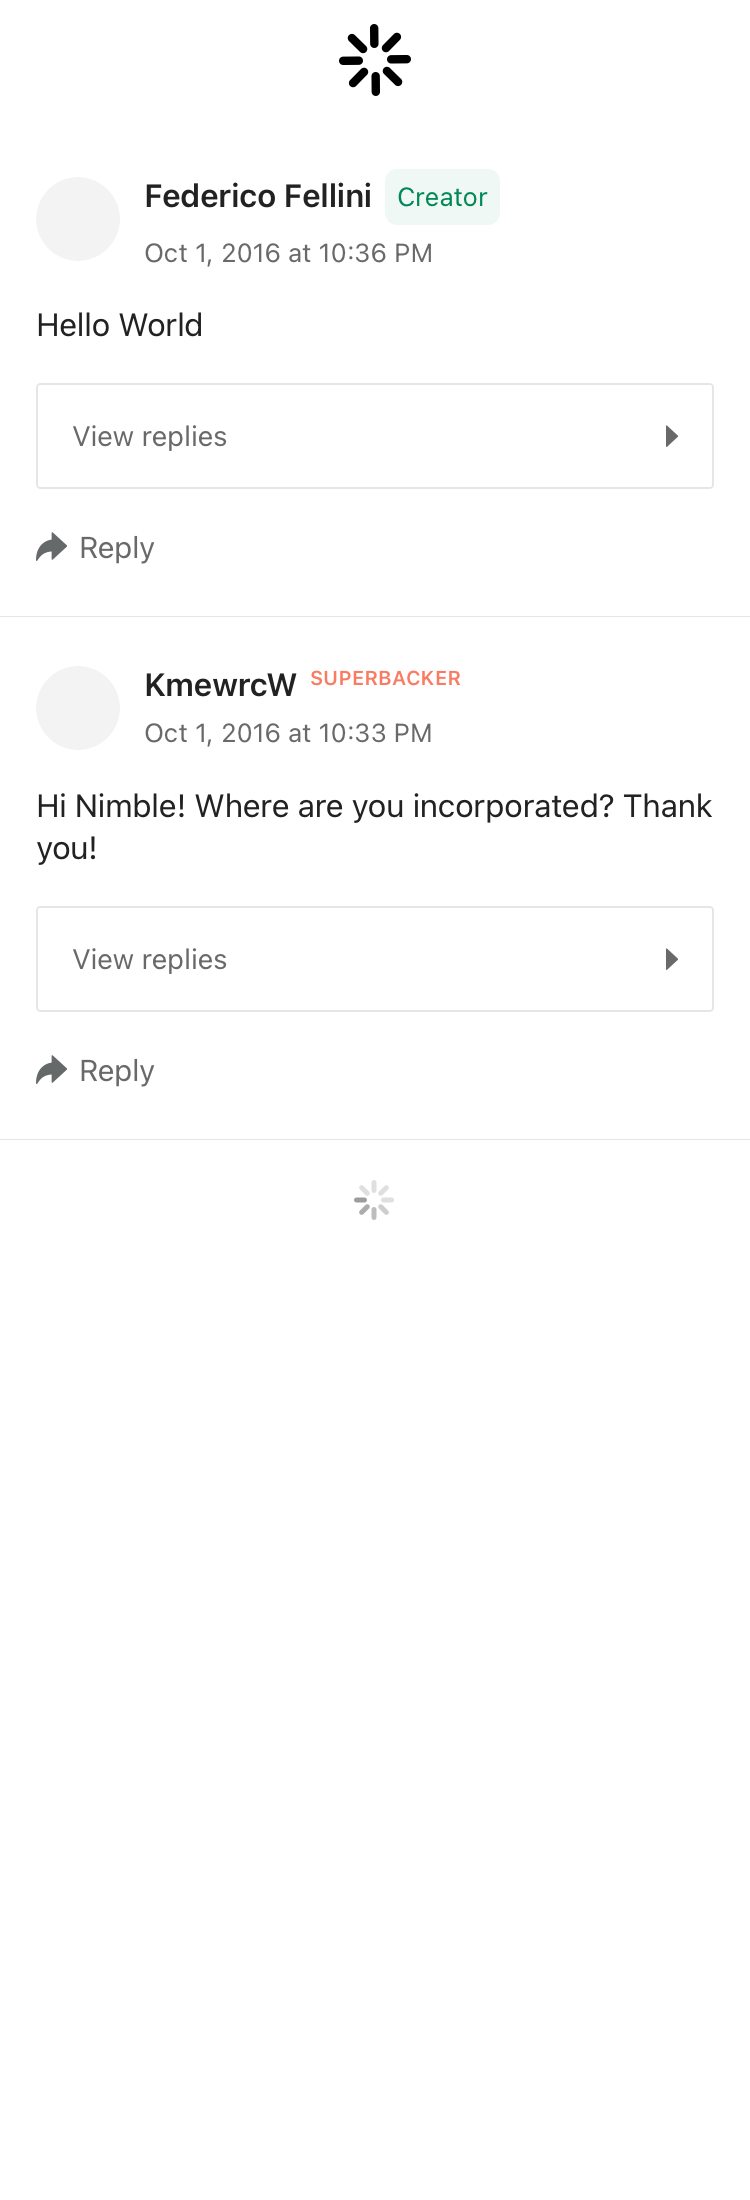 Federico Fellini Creator
Oct 1, 2016 at 10:36 PM
Hello World
View replies
Reply
KmewrcW SUPERBACKER
Oct 1, 2016 at 10:33 PM
Hi Nimble! Where are you incorporated? Thank
you!
View replies
Reply